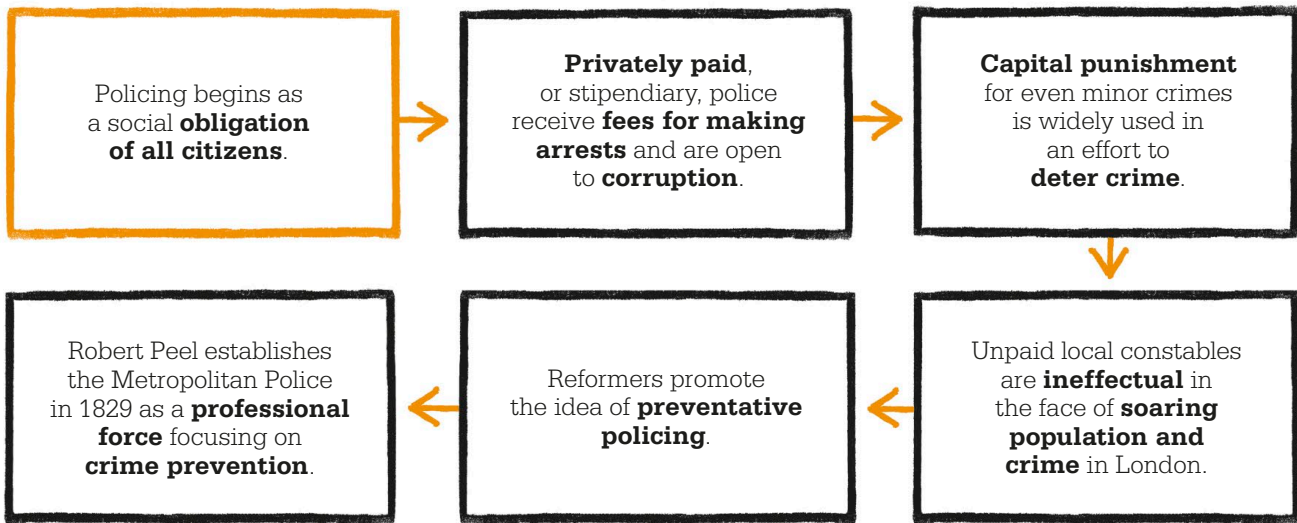 Policing begins as
a social obligation
of all citizens.
Privately paid,
or stipendiary, police
receive fees for making
arrests and are open
to corruption.
Capital punishment
for even minor crimes
is widely used in
an effort to
deter crime.
Unpaid local constables
are ineffectual in
the face of soaring
population and
crime in London.
Reformers promote
the idea of preventative
policing.
Robert Peel establishes
the Metropolitan Police
in 1829 as a professional
force focusing on
crime prevention.